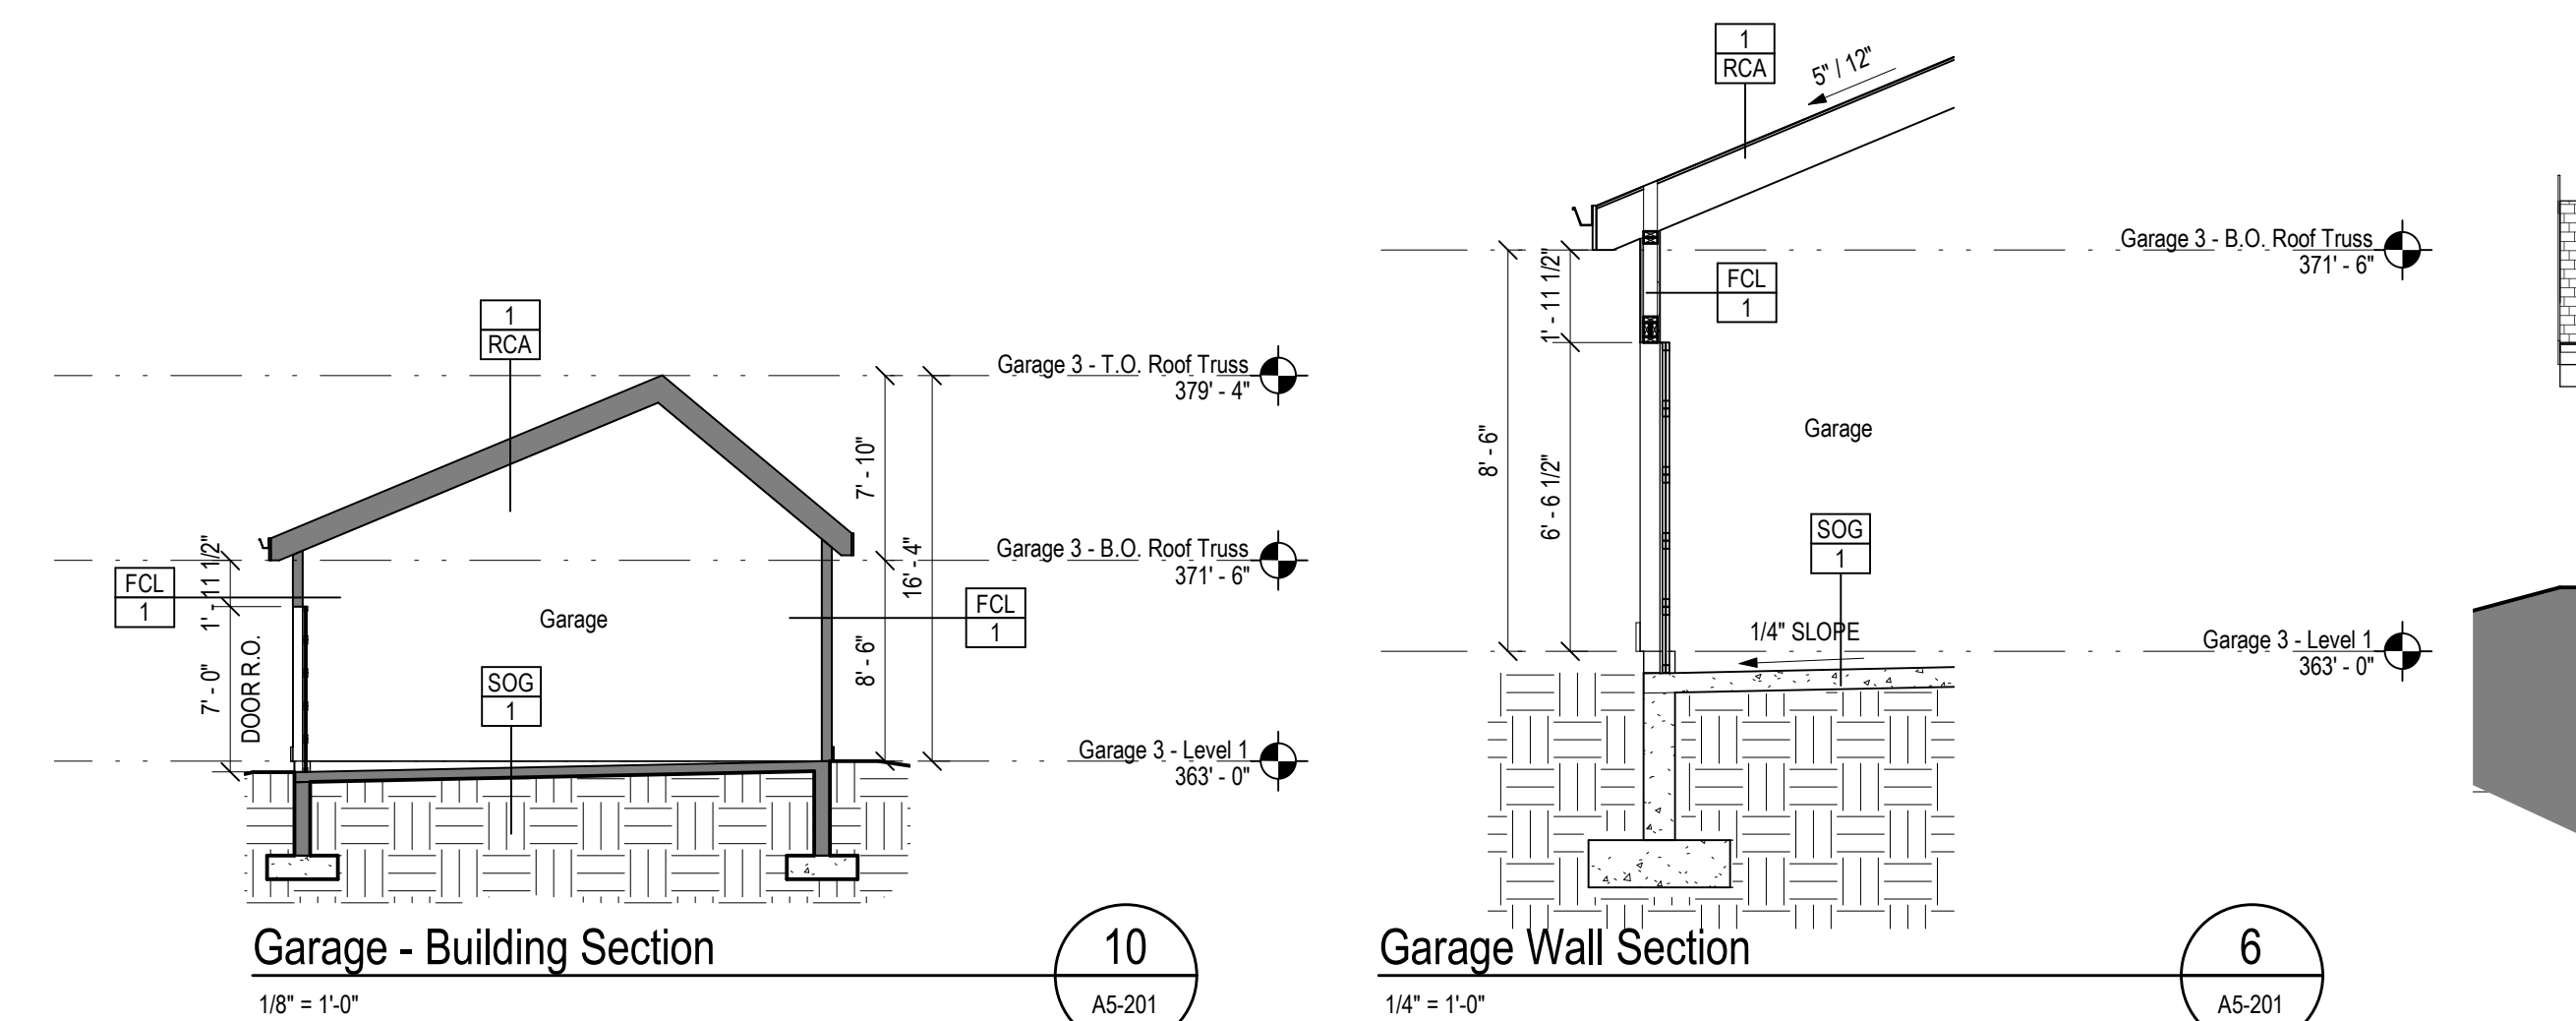 1
RCA
Garage 3 - T.O. Roof Truss
379' - 4"
7' - 10"
16' - 4"
Garage 3 - B.O. Roof Truss
371' - 6"
1' - 11 1/2"
FCL
1
Garage
FCL
1
8' - 6"
7' - 0"
DOOR R.O.
SOG
1
Garage 3 - Level 1
363' - 0"
Garage - Building Section
10
1/8" = 1'-0"
A5-201
1
RCA
5" / 12"
Garage 3 - B.O. Roof Truss
371' - 6"
1' - 11 1/2"
FCL
1
8' - 6"
Garage
6' - 6 1/2"
SOG
1
1/4" SLOPE
Garage 3 - Level 1
363' - 0"
Garage Wall Section
6
1/4" = 1'-0"
A5-201